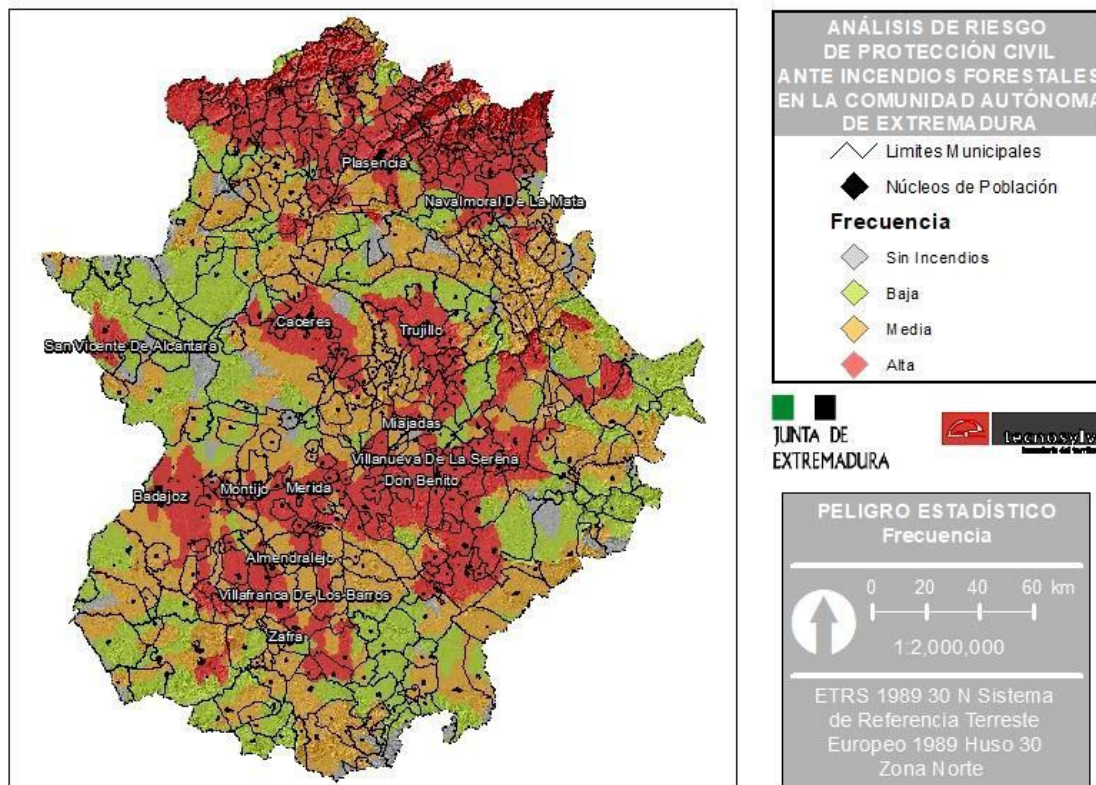 Plasencia
Navalmoral De La Mata
Caceres
Trujillo
San Vicente De Alcantara
Miajadas
Villanueva De La Serena
Don Benito
Badajoz
Montijo
Merida
Almendralejo
Villafranca De Los Barros
Zafra
ANÁLISIS DE RIESGO
DE PROTECCIÓN CIVIL
ANTE INCENDIOS FORESTALES
EN LA COMUNIDAD AUTÓNOMA
DE EXTREMADURA
Limites Municipales
Núcleos de Población
Frecuencia
Sin Incendios
Baja
Media
Alta
JUNTA DE
EXTREMADURA
PELIGRO ESTADÍSTICO
Frecuencia
0 20 40 60 km
1:2,000,000
ETRS 1989 30 N Sistema
de Referencia Terreste
Europeo 1989 Huso 30
Zona Norte